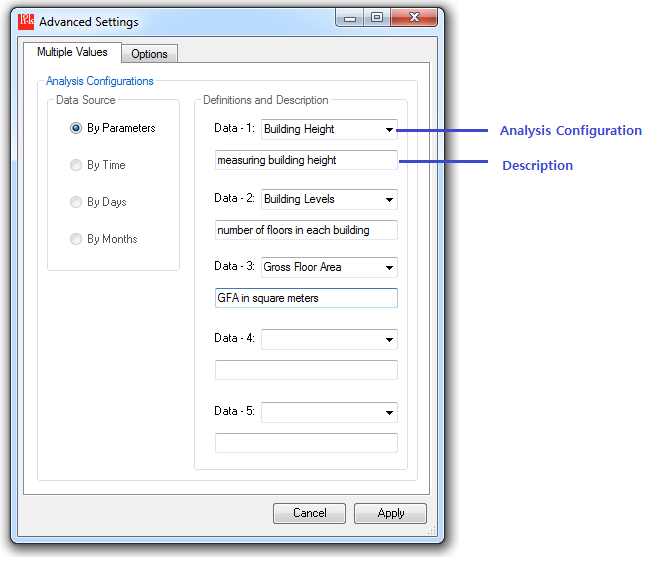 Advanced Settings
Multiple Values
Options
Analysis Configurations
Data Source
By Parameters
By Time
By Days
By Months
Definitions and Description
Data - 1: Building Height
measuring building height
Data - 2: Building Levels
number of floors in each building
Data - 3: Gross Floor Area
GFA in square meters
Data - 4:
Data - 5:
Cancel
Apply
Analysis Configuration
Description